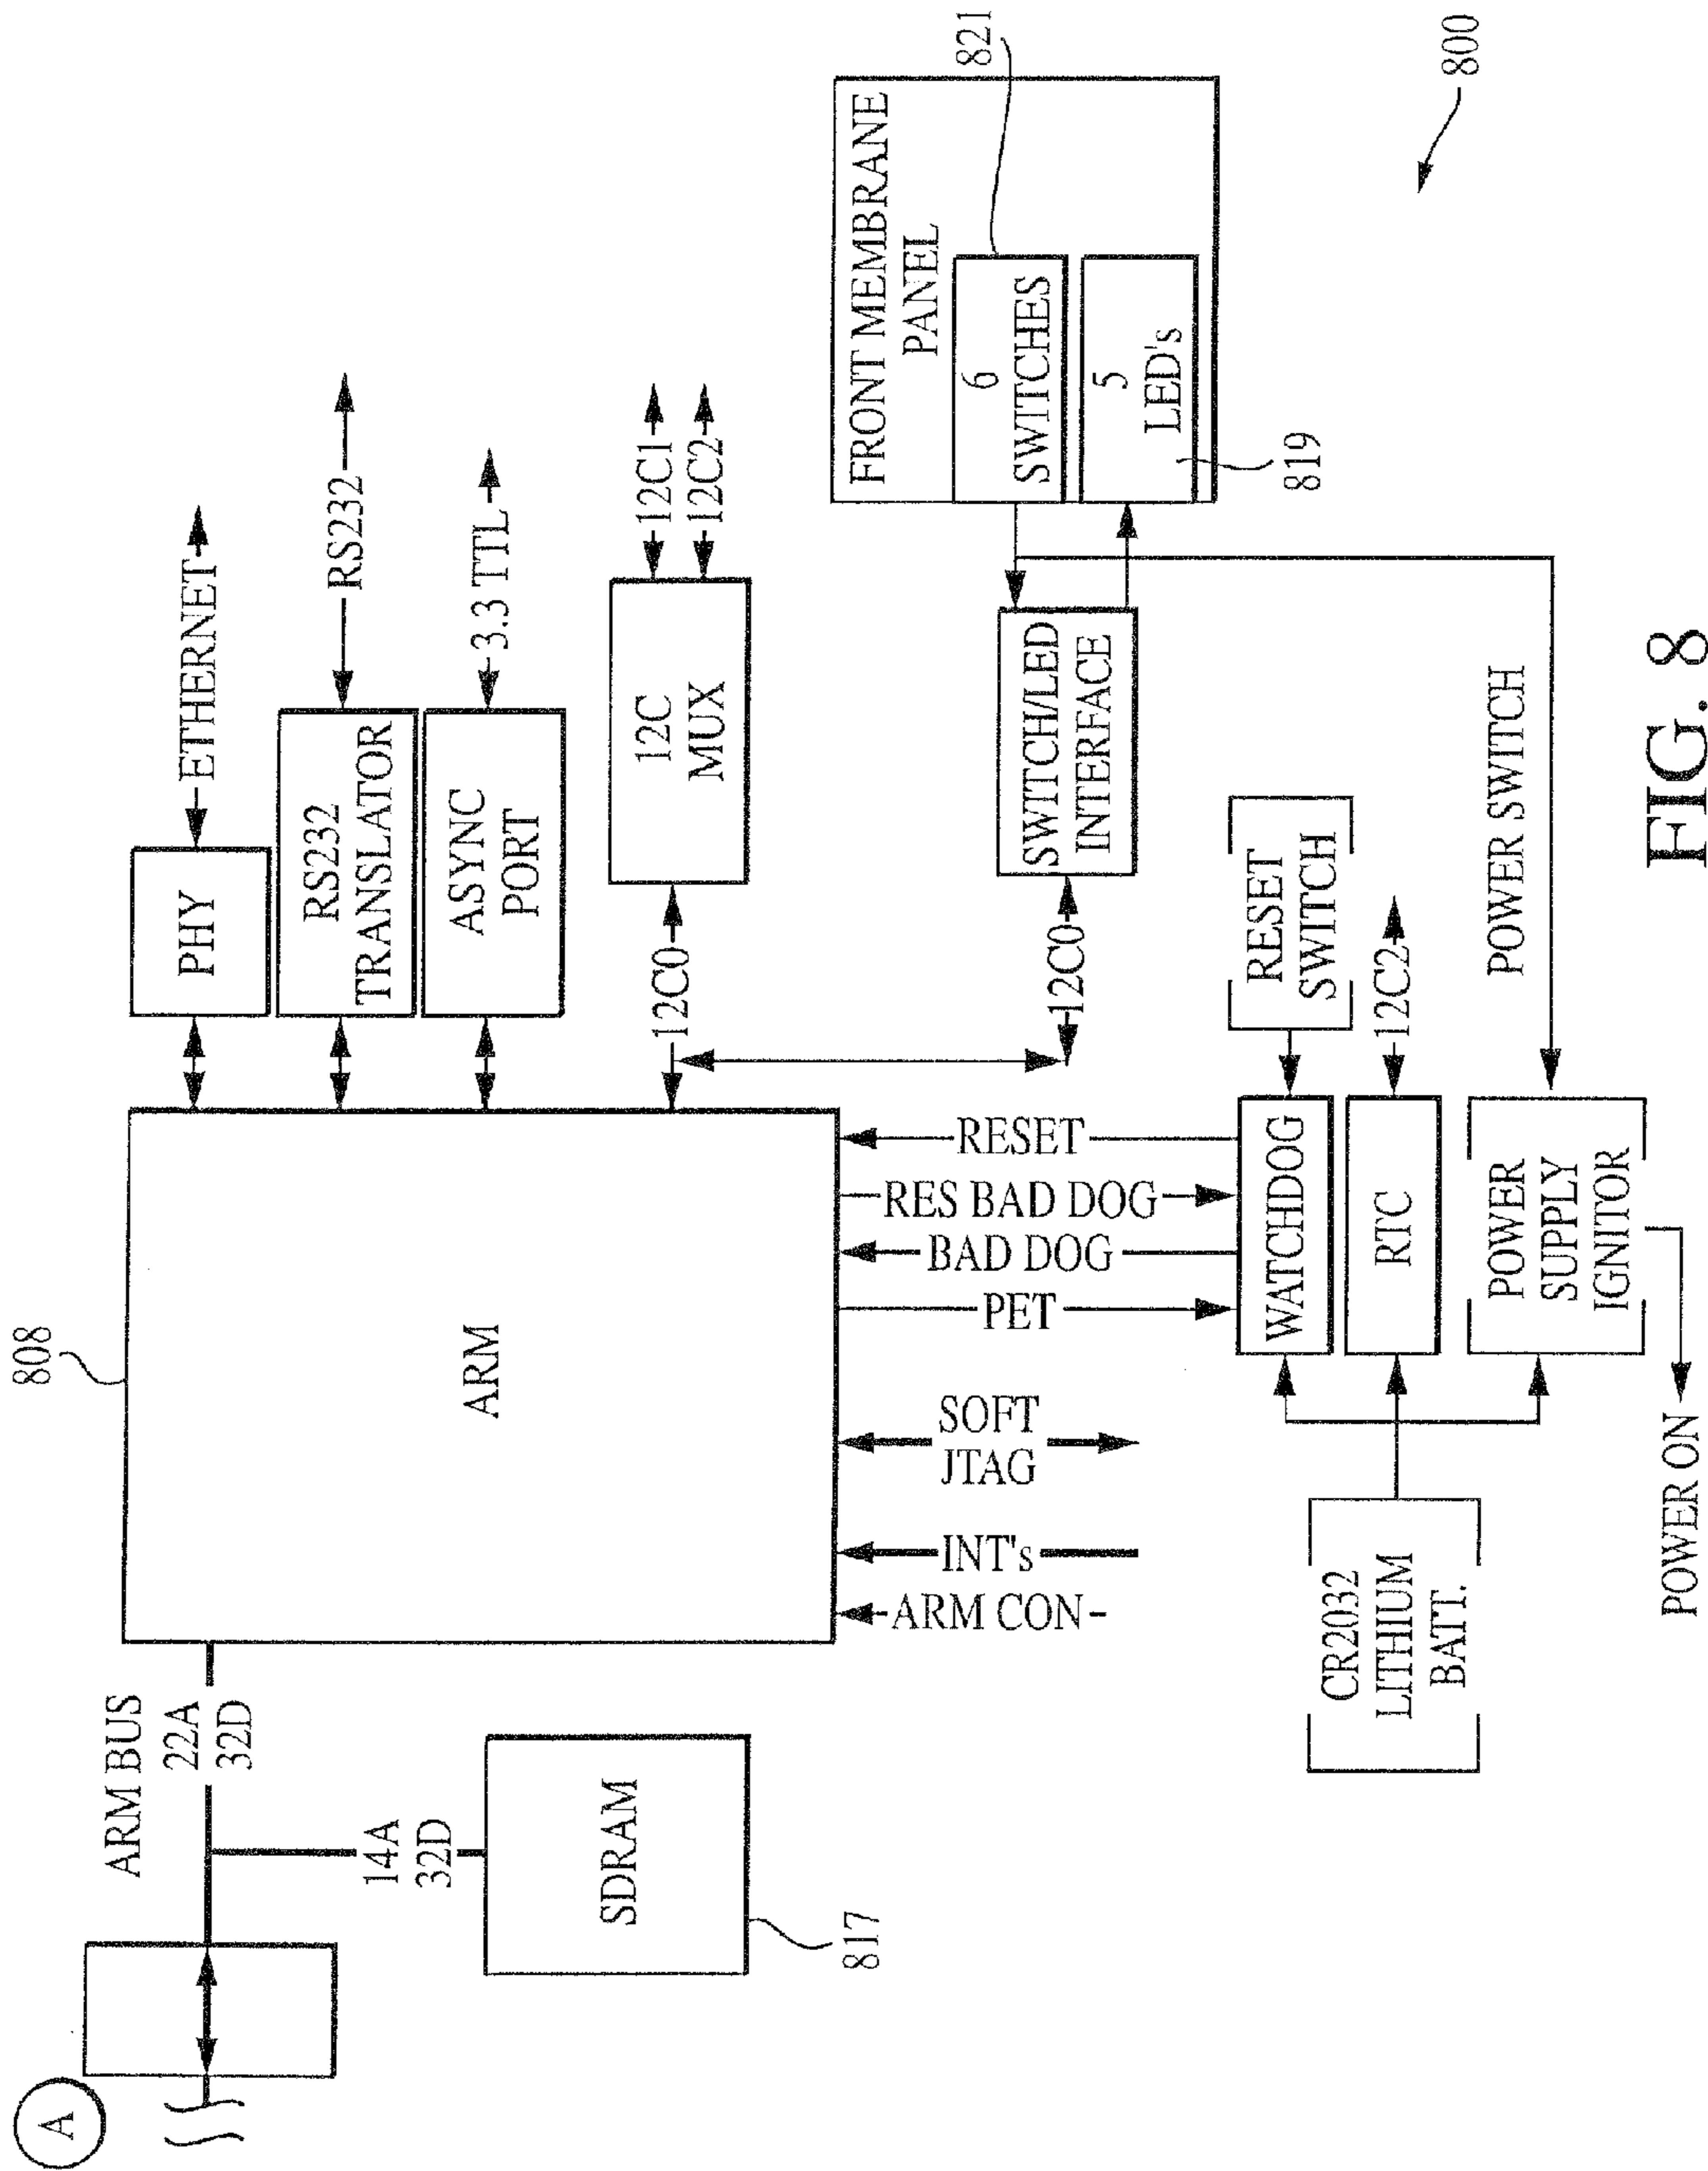 A
ARM BUS
22A
32D
14A
32D
SDRAM
817
808
ARM
PHY
ETHERNET
RS232
TRANSLATOR
RS232
ASYNC
PORT
3.3 TTL
12C0
12C
MUX
12C1
12C2
12C0
SWITCH/LED
INTERFACE
FRONT MEMBRANE
PANEL
6
SWITCHES
821
5
LED's
819
ARM CON
INT's
SOFT
JTAG
PET
BAD DOG
RES BAD DOG
RESET
WATCHDOG
RESET
SWITCH
RTC
12C2
POWER
SUPPLY
IGNITOR
POWER SWITCH
CR2032
LITHIUM
BATT.
POWER ON
800
FIG. 8